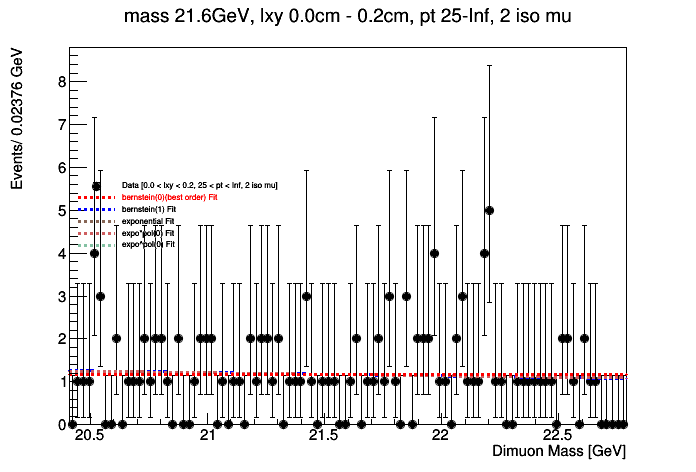 mass 21.6GeV, lxy 0.0cm - 0.2cm, pt 25-Inf, 2 iso mu
Events/ 0.02376 GeV
8
7
6
5
4
3
2
1
0
Data [0.0 < lxy < 0.2, 25 < pt < Inf, 2 iso mu]
bernstein(0)(best order) Fit
bernstein(1) Fit
exponential Fit
expo*pol(0) Fit
expo^pol(0) Fit
20.5 21 21.5 22 22.5
Dimuon Mass [GeV]